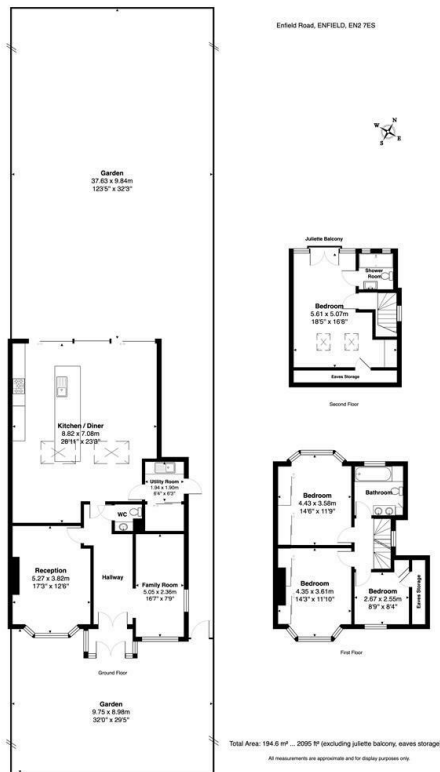 Enfield Road, ENFIELD, EN2 7ES
N
W
E
S
Garden
37.63 x 9.84m
123'5" x 32'3"
Juliette Balcony
Shower
Room
Bedroom
5.61 x 5.07m
18'5" x 16'8"
Eaves Storage
Second Floor
Kitchen / Diner
8.82 x 7.08m
28'11" x 23'3"
Utility Room
1.94 x 1.90m
6'4" x 6'3"
WC
Reception
5.27 x 3.82m
17'3" x 12'6"
Hallway
Family Room
5.05 x 2.36m
16'7" x 7'9"
Ground Floor
Bedroom
4.43 x 3.58m
14'6" x 11'9"
Bathroom
Bedroom
4.35 x 3.61m
14'3" x 11'10"
Bedroom
2.67 x 2.55m
8'9" x 8'4"
Eaves Storage
First Floor
Garden
9.75 x 8.98m
32'0" x 29'5"
Total Area: 194.6 m² ... 2095 ft² (excluding juliette balcony, eaves storage)
All measurements are approximate and for display purposes only.